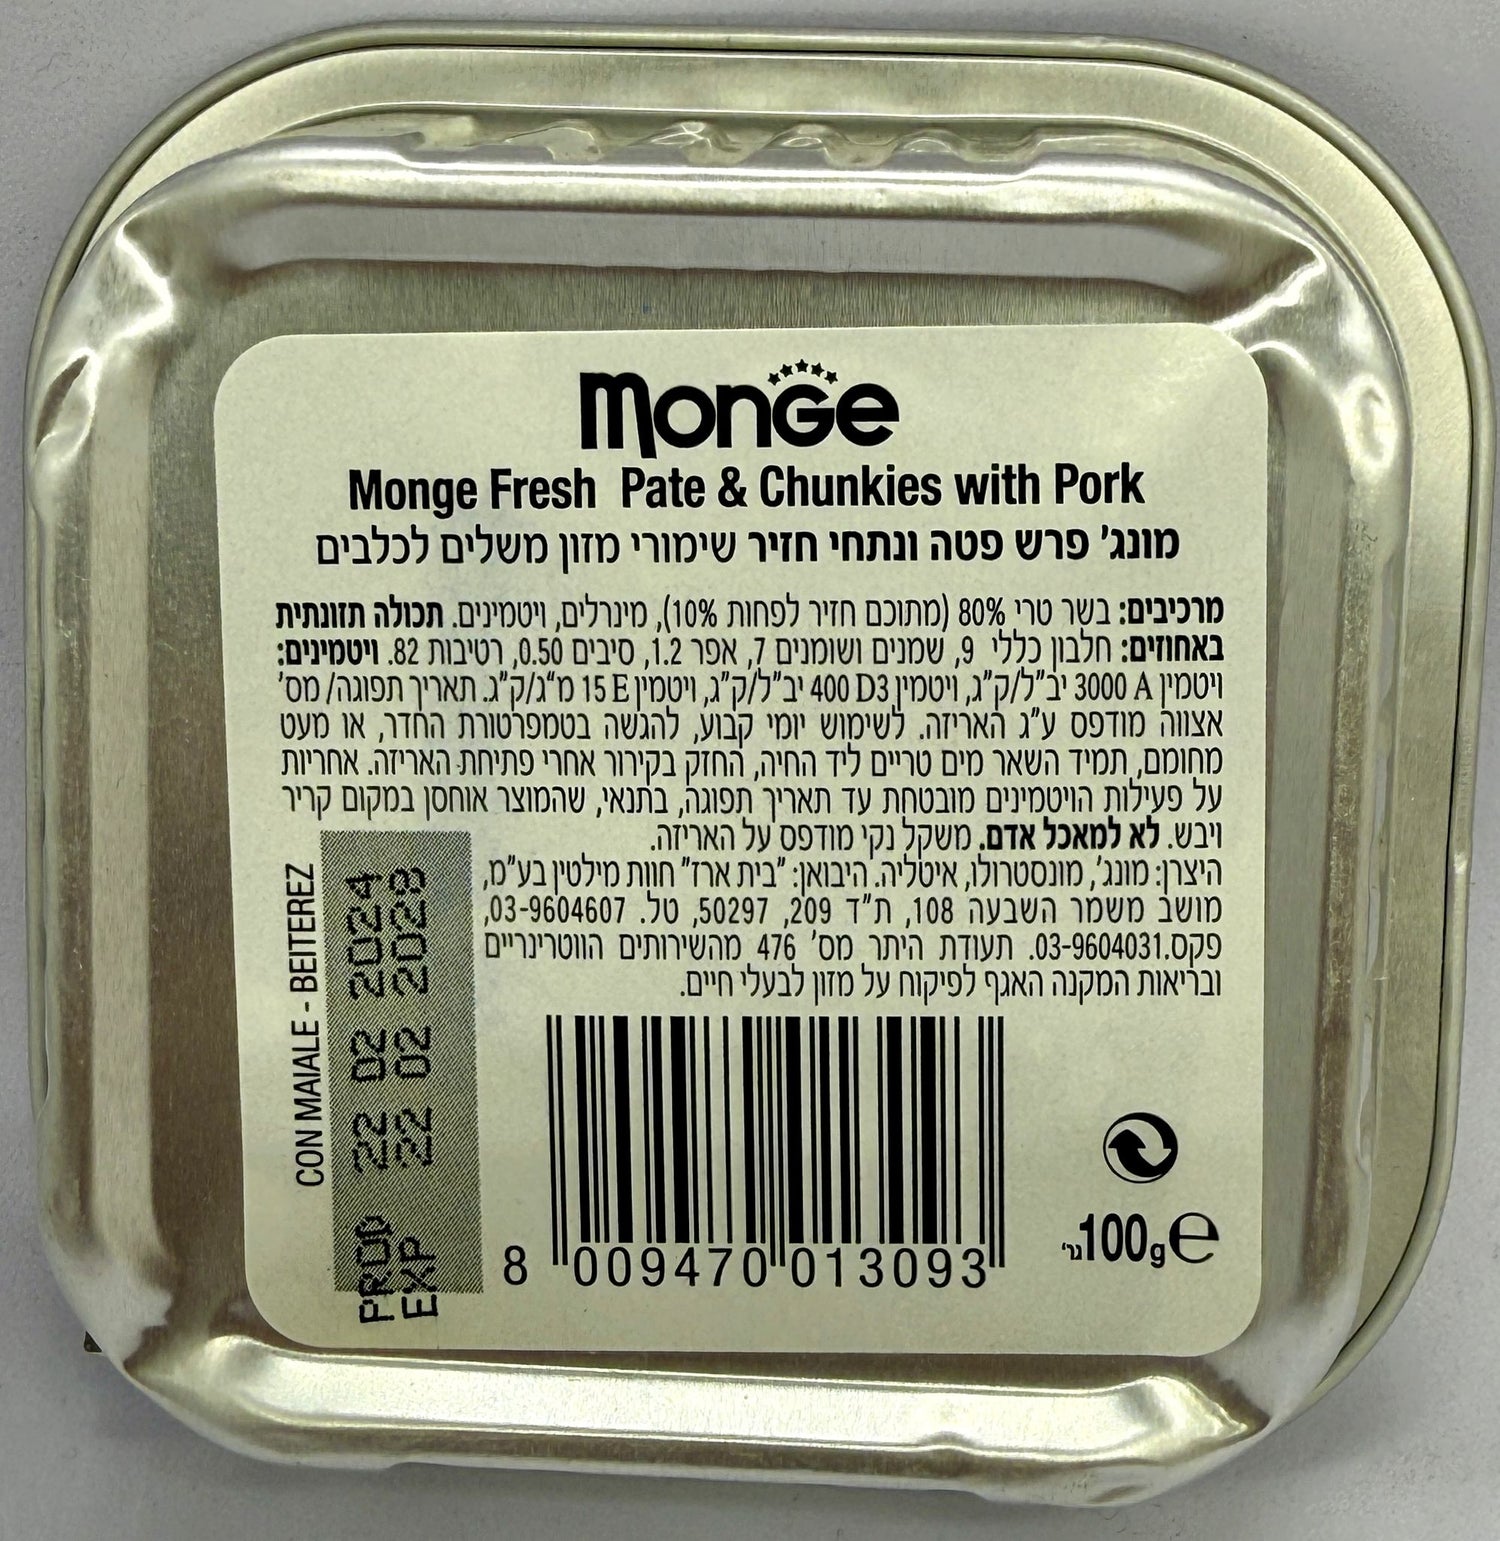 Monge
Monge Fresh Pate & Chunkies with Pork
מונג' פרש פטה ונתחי חזיר שימורי מזון משלים לכלבים
מרכיבים: בשר טרי 80% (מתוכם חזיר לפחות 10%), מינרלים, ויטמינים. תכולה תזונתית
באחוזים: חלבון כללי 9, שמנים ושומנים 7, אפר 1.2, סיבים 0.50, רטיבות 82. ויטמינים:
ויטמין A 3000 יב"ל/ק"ג, ויטמין D3 400 יב"ל/ק"ג, ויטמין E 15 מ"ג/ק"ג. תאריך תפוגה/ מס'
אצווה מודפס ע"ג האריזה. לשימוש יומי קבוע, להגשה בטמפרטורת החדר, או מעט
מחומם, תמיד השאר מים טריים ליד החיה, החזק בקירור אחרי פתיחת האריזה. אחריות
על פעילות הויטמינים מובטחת עד תאריך תפוגה, בתנאי, שהמוצר אוחסן במקום קריר
ויבש. לא למאכל אדם. משקל נקי מודפס על האריזה.
היצרן: מונג', מונסטרולו, איטליה. היבואן: "בית ארז" חוות מילטין בע"מ,
מושב משמר השבעה 108, ת"ד 209, 50297, טל. 03-9604607,
פקס.03-9604031. תעודת היתר מס' 476 מהשירותים הווטרינריים
ובריאות המקנה האגף לפיקוח על מזון לבעלי חיים.
CON MAIALE - BEITEREZ
PROD 22 02 2024
EXP 22 02 2028
8 009470 013093
100g גר' e